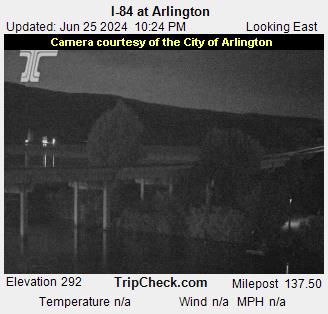 I-84 at Arlington
Updated: Jun 25 2024 10:24 PM Looking East
Camera courtesy of the City of Arlington
Elevation 292 TripCheck.com Milepost 137.50
Temperature n/a Wind n/a MPH n/a